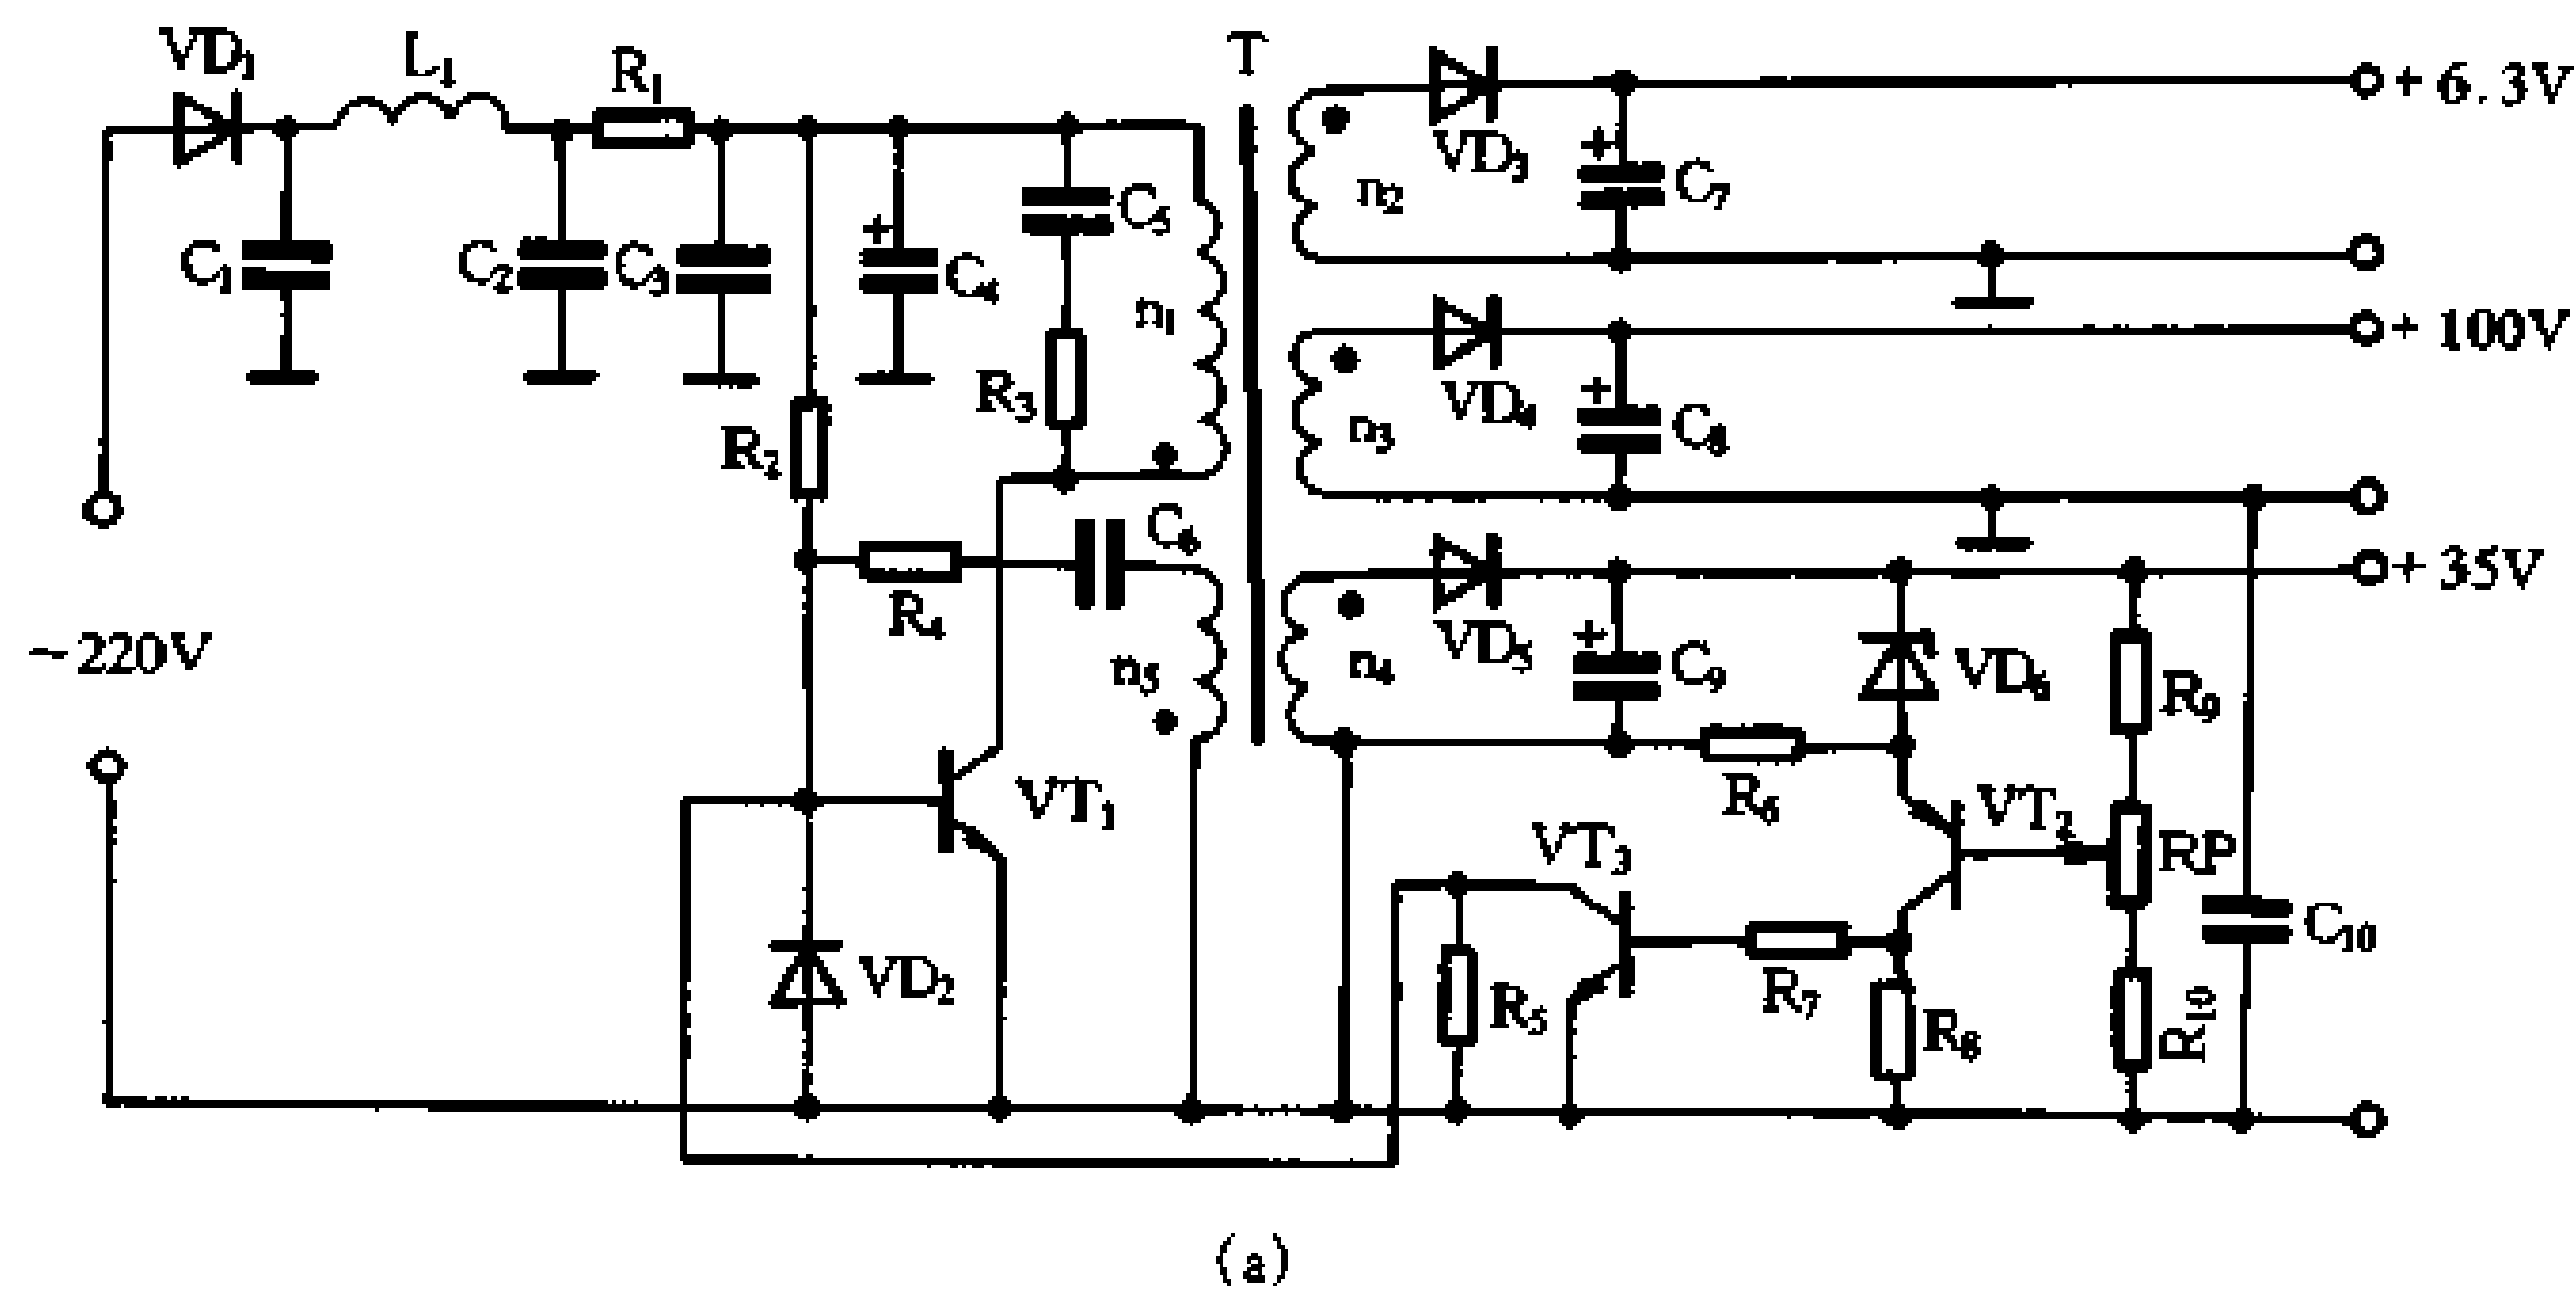 VD1
L1
R1
T
+ 6.3V
VD3
C7
n2
C1
C2
C3
C4
C5
n1
+ 100V
R3
VD4
C8
n3
R2
C6
R4
+ 35V
VD5
C9
n4
VD6
R9
~220V
n5
R6
VT1
VT2
RP
VT3
C10
VD2
R5
R7
R8
R10
(a)